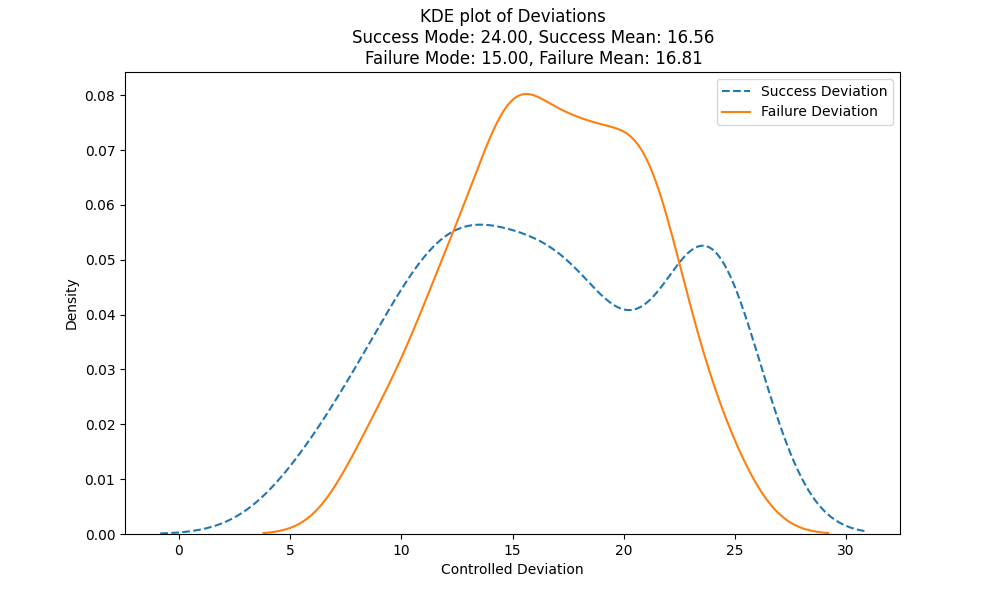 KDE plot of Deviations
Success Mode: 24.00, Success Mean: 16.56
Failure Mode: 15.00, Failure Mean: 16.81
Success Deviation
Failure Deviation
0.08
0.07
0.06
0.05
0.04
0.03
0.02
0.01
0.00
Density
0 5 10 15 20 25 30
Controlled Deviation